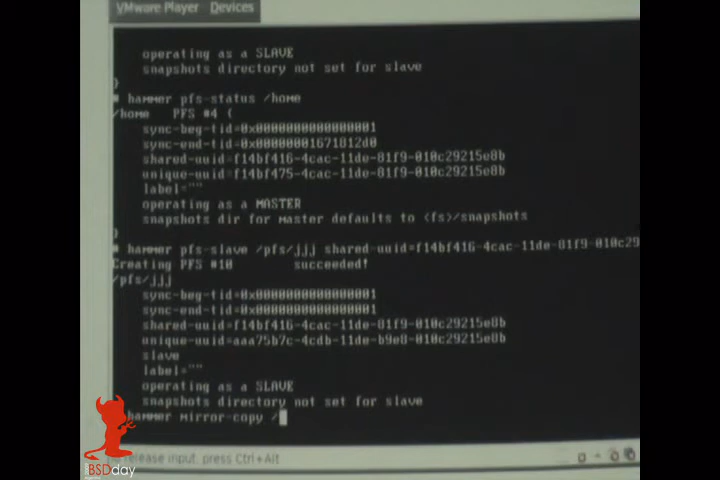 VMware Player Devices
operating as a SLAVE
snapshots directory not set for slave
}
# hammer pfs-status /home
/home PFS #4 {
sync-beg-tid=0x0000000000000001
sync-end-tid=0x00000001671812d0
shared-uuid=f14bf416-4cac-11de-81f9-010c29215e8b
unique-uuid=f14bf475-4cac-11de-81f9-010c29215e8b
label=""
operating as a MASTER
snapshots dir for master defaults to <fs>/snapshots
}
# hammer pfs-slave /pfs/jjj shared-uuid=f14bf416-4cac-11de-81f9-010c29
Creating PFS #10 succeeded!
/pfs/jjj
sync-beg-tid=0x0000000000000001
sync-end-tid=0x0000000000000001
shared-uuid=f14bf416-4cac-11de-81f9-010c29215e8b
unique-uuid=aaa75b7c-4cdb-11de-b9e8-010c29215e8b
slave
label=""
operating as a SLAVE
snapshots directory not set for slave
hammer mirror-copy /
release input, press Ctrl+Alt
BSDday